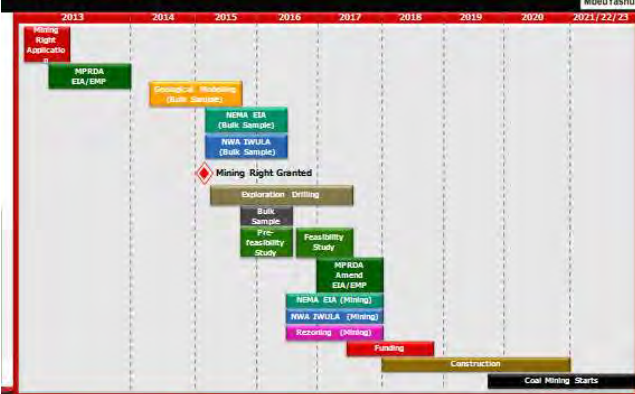 MbeuYashu
2013 2014 2015 2016 2017 2018 2019 2020 2021/22/23
Mining
Right
Applicatio
n
MPRDA
EIA/EMP
Geological Modelling
(Bulk Sample)
NEMA EIA
(Bulk Sample)
NWA IWULA
(Bulk Sample)
Mining Right Granted
Exploration Drilling
Bulk
Sample
Pre-
feasibility
Study
Feasibility
Study
MPRDA
Amend
EIA/EMP
NEMA EIA (Mining)
NWA IWULA (Mining)
Rezoning (Mining)
Funding
Construction
Coal Mining Starts